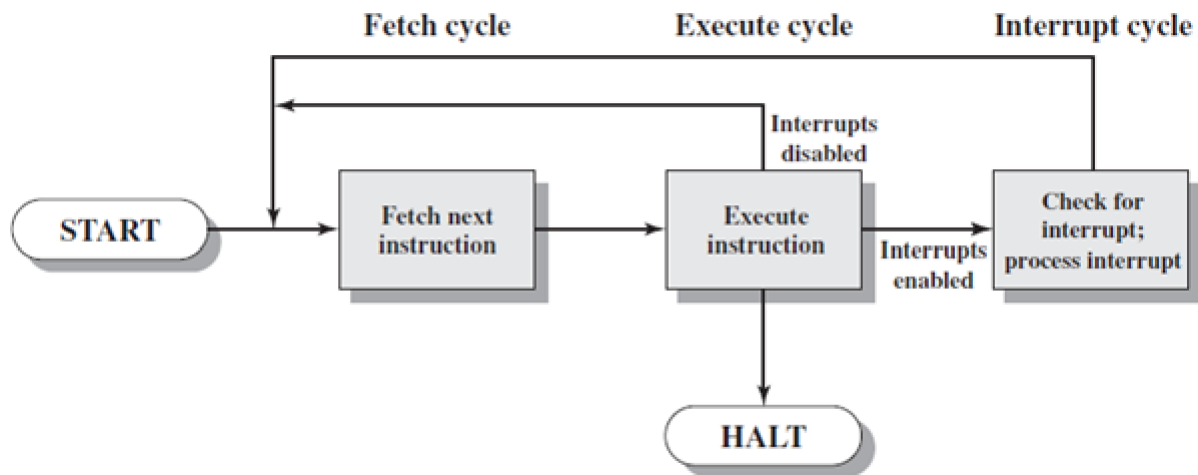 Fetch cycle
Execute cycle
Interrupt cycle
Interrupts
disabled
START
Fetch next
instruction
Execute
instruction
Interrupts
enabled
Check for
interrupt;
process interrupt
HALT